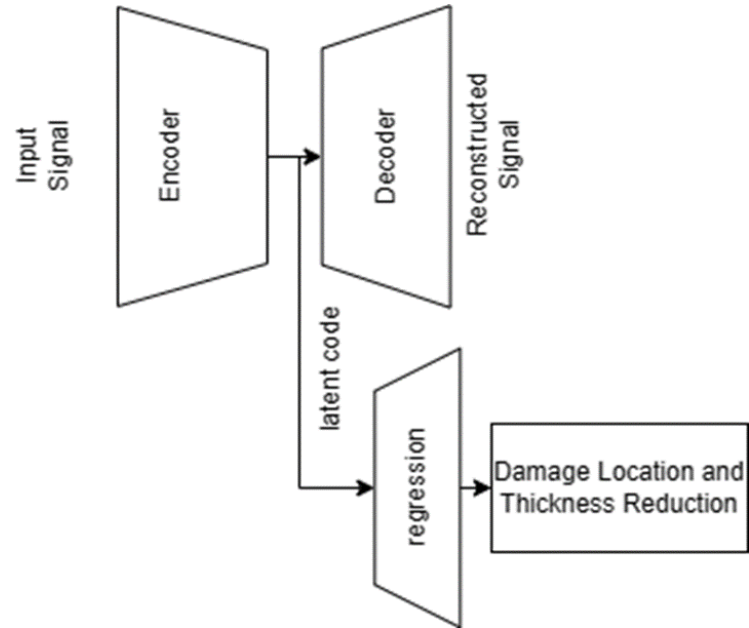 Input
Signal
Encoder
Decoder
Reconstructed
Signal
latent code
regression
Damage Location and
Thickness Reduction